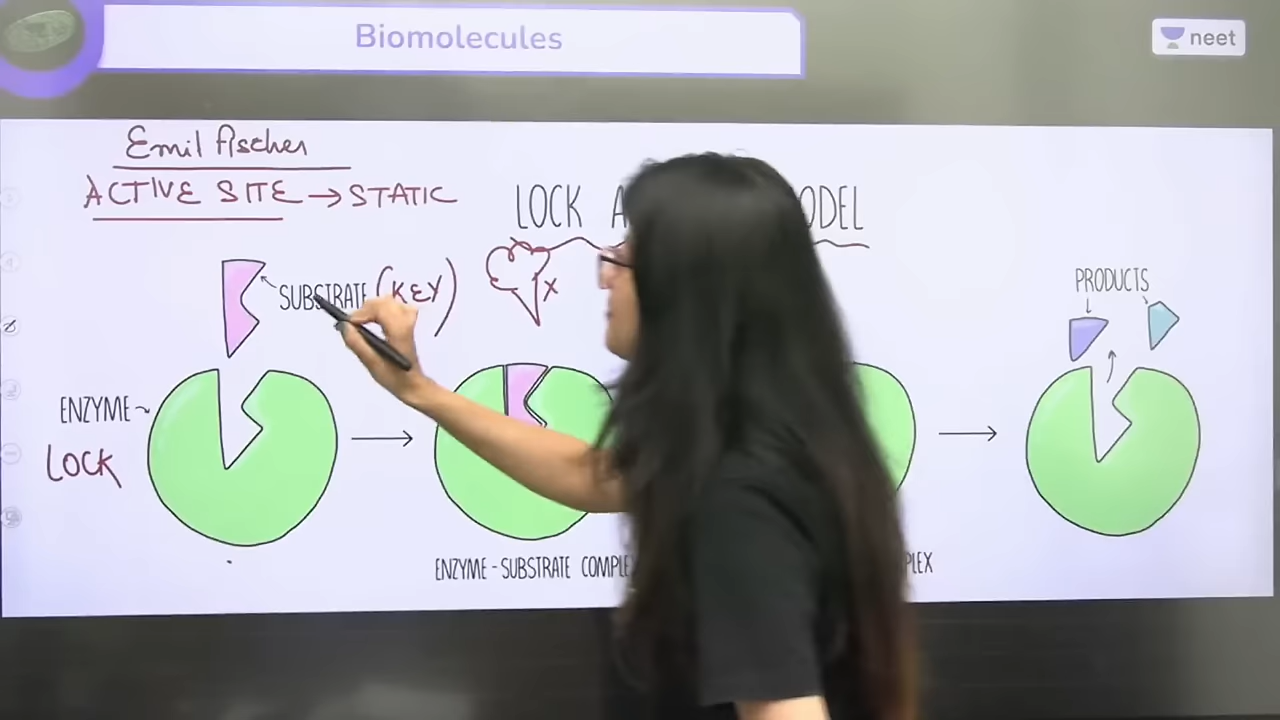 Biomolecules
neet
Emil Fischer
ACTIVE SITE → STATIC
LOCK ODEL
SUBSTRATE (KEY) X
PRODUCTS
ENZYME
LOCK
ENZYME - SUBSTRATE COMPLE
PLEX